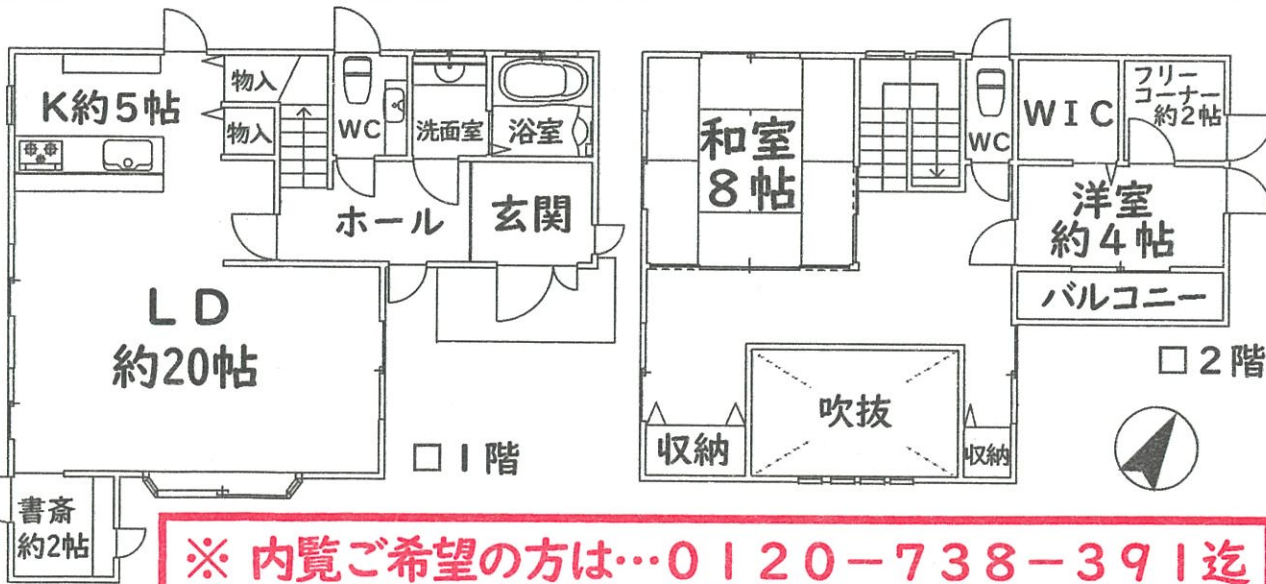 K約5帖
物入
物入
WC
洗面室
浴室
ホール
玄関
LD
約20帖
□1階
書斎
約2帖
和室
8帖
WC
WIC
フリー
コーナー
約2帖
洋室
約4帖
バルコニー
□2階
吹抜
収納
収納
※ 内覧ご希望の方は…0120-738-391迄